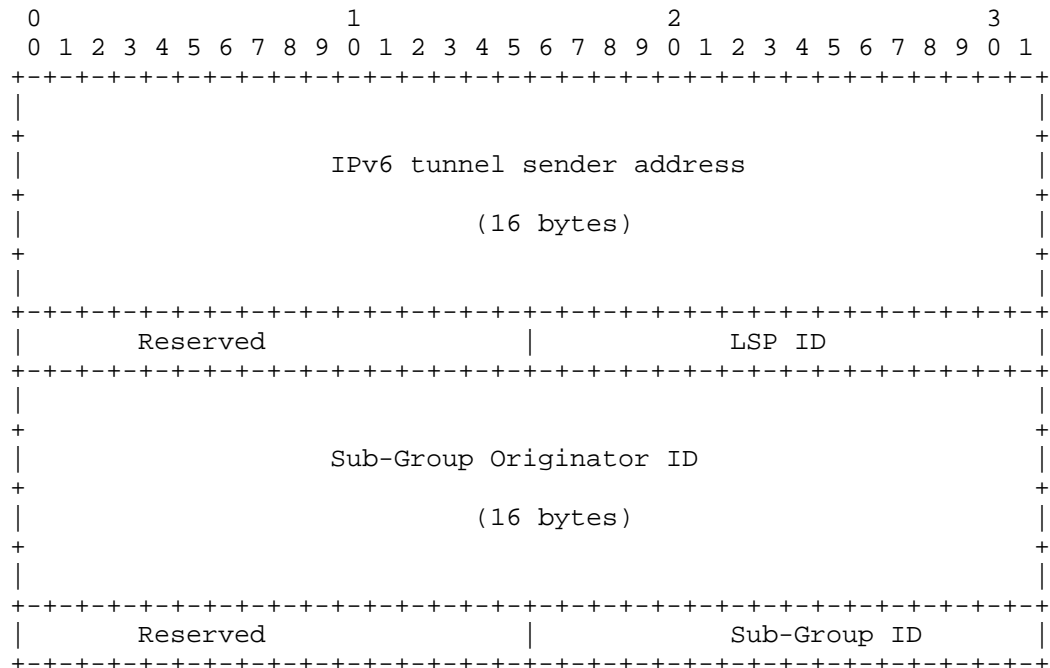 0                   1                   2                   3
 0 1 2 3 4 5 6 7 8 9 0 1 2 3 4 5 6 7 8 9 0 1 2 3 4 5 6 7 8 9 0 1
+-+-+-+-+-+-+-+-+-+-+-+-+-+-+-+-+-+-+-+-+-+-+-+-+-+-+-+-+-+-+-+-+
|                                                               |
+                                                               +
|                   IPv6 tunnel sender address                  |
+                                                               +
|                            (16 bytes)                         |
+                                                               +
|                                                               |
+-+-+-+-+-+-+-+-+-+-+-+-+-+-+-+-+-+-+-+-+-+-+-+-+-+-+-+-+-+-+-+-+
|       Reserved                |            LSP ID             |
+-+-+-+-+-+-+-+-+-+-+-+-+-+-+-+-+-+-+-+-+-+-+-+-+-+-+-+-+-+-+-+-+
|                                                               |
+                                                               +
|                   Sub-Group Originator ID                     |
+                                                               +
|                            (16 bytes)                         |
+                                                               +
|                                                               |
+-+-+-+-+-+-+-+-+-+-+-+-+-+-+-+-+-+-+-+-+-+-+-+-+-+-+-+-+-+-+-+-+
|       Reserved                |            Sub-Group ID       |
+-+-+-+-+-+-+-+-+-+-+-+-+-+-+-+-+-+-+-+-+-+-+-+-+-+-+-+-+-+-+-+-+